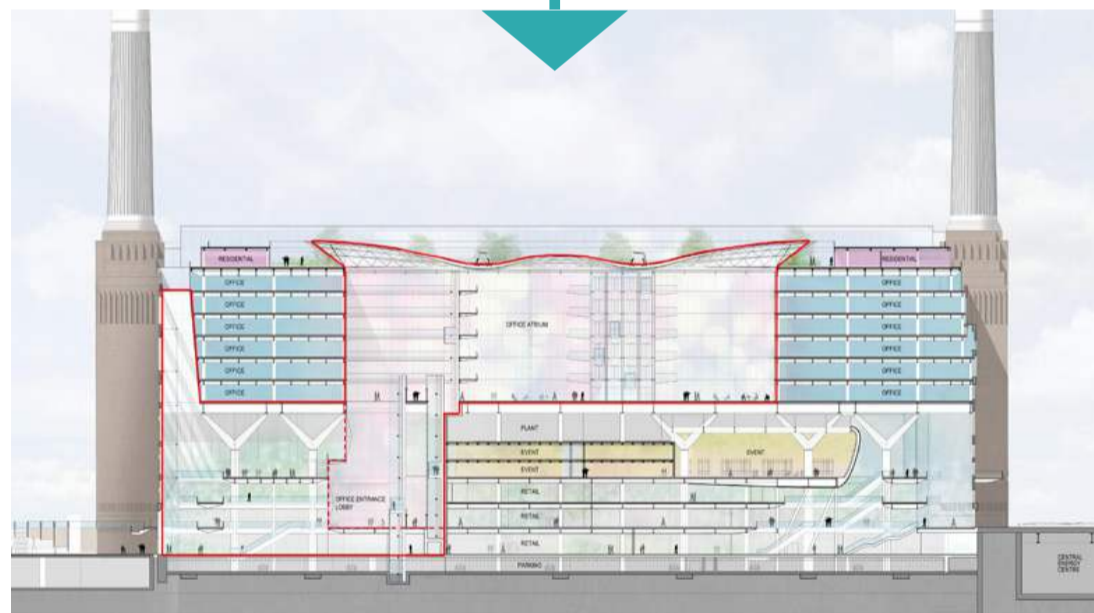 RESIDENTIAL
RESIDENTIAL
OFFICE
OFFICE
OFFICE
OFFICE
OFFICE
OFFICE
OFFICE ATRIUM
OFFICE
OFFICE
OFFICE
OFFICE
OFFICE
OFFICE
PLANT
EVENT
EVENT
EVENT
RETAIL
OFFICE ENTRANCE
LOBBY
RETAIL
RETAIL
PARKING
CENTRAL
ENERGY
CENTRE